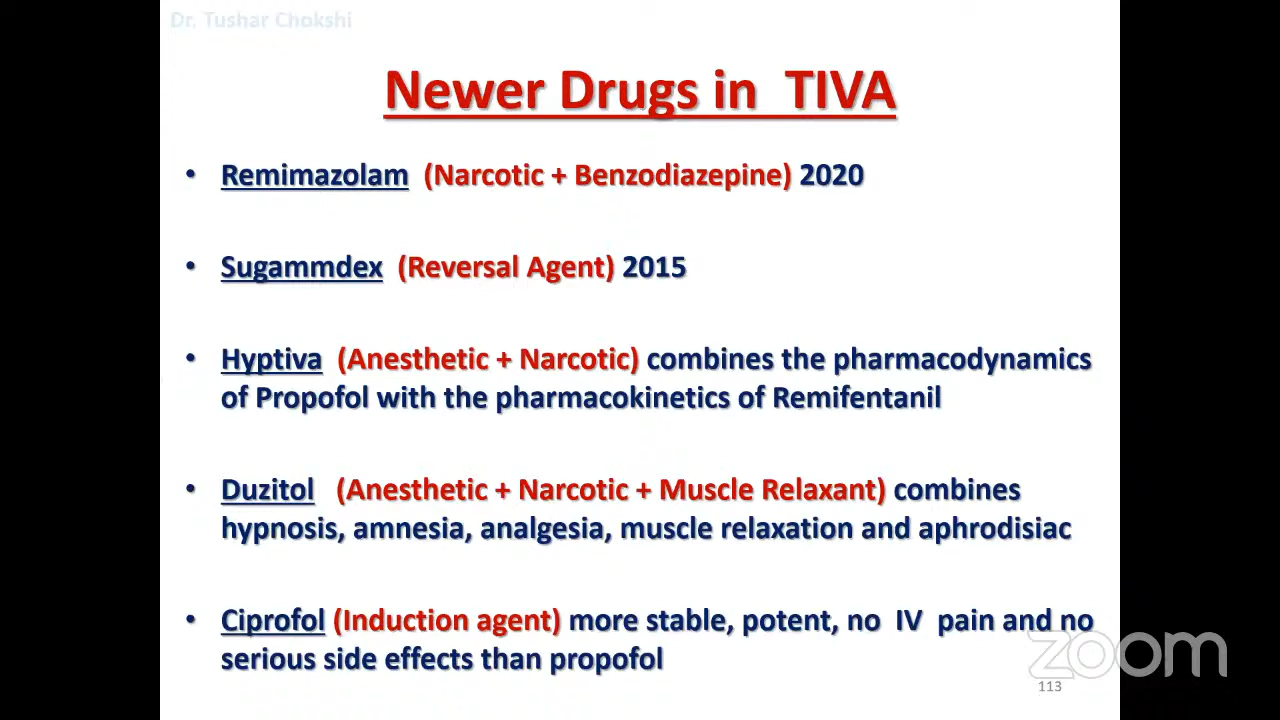 Dr. Tushar Chokshi
Newer Drugs in TIVA
• Remimazolam (Narcotic + Benzodiazepine) 2020
• Sugammdex (Reversal Agent) 2015
• Hyptiva (Anesthetic + Narcotic) combines the pharmacodynamics
of Propofol with the pharmacokinetics of Remifentanil
• Duzitol (Anesthetic + Narcotic + Muscle Relaxant) combines
hypnosis, amnesia, analgesia, muscle relaxation and aphrodisiac
• Ciprofol (Induction agent) more stable, potent, no IV pain and no
serious side effects than propofol
zoom
113